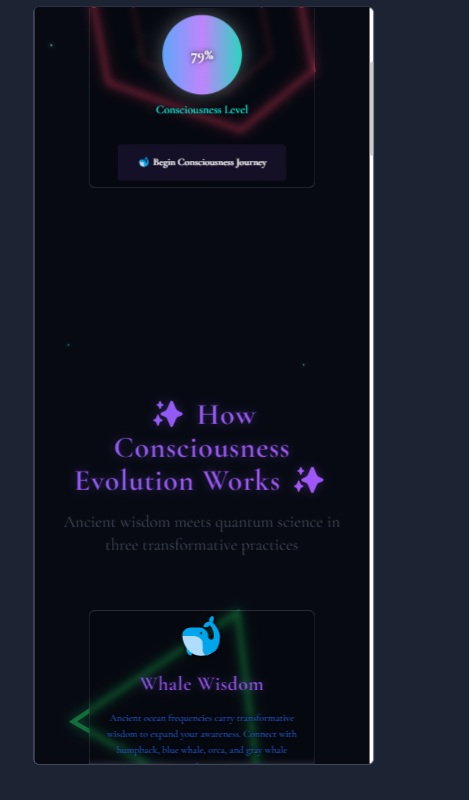 79%
Consciousness Level
🐳 Begin Consciousness Journey
✨ How
Consciousness
Evolution Works ✨
Ancient wisdom meets quantum science in
three transformative practices
Whale Wisdom
Ancient ocean frequencies carry transformative
wisdom to expand your awareness. Connect with
humpback, blue whale, orca, and gray whale